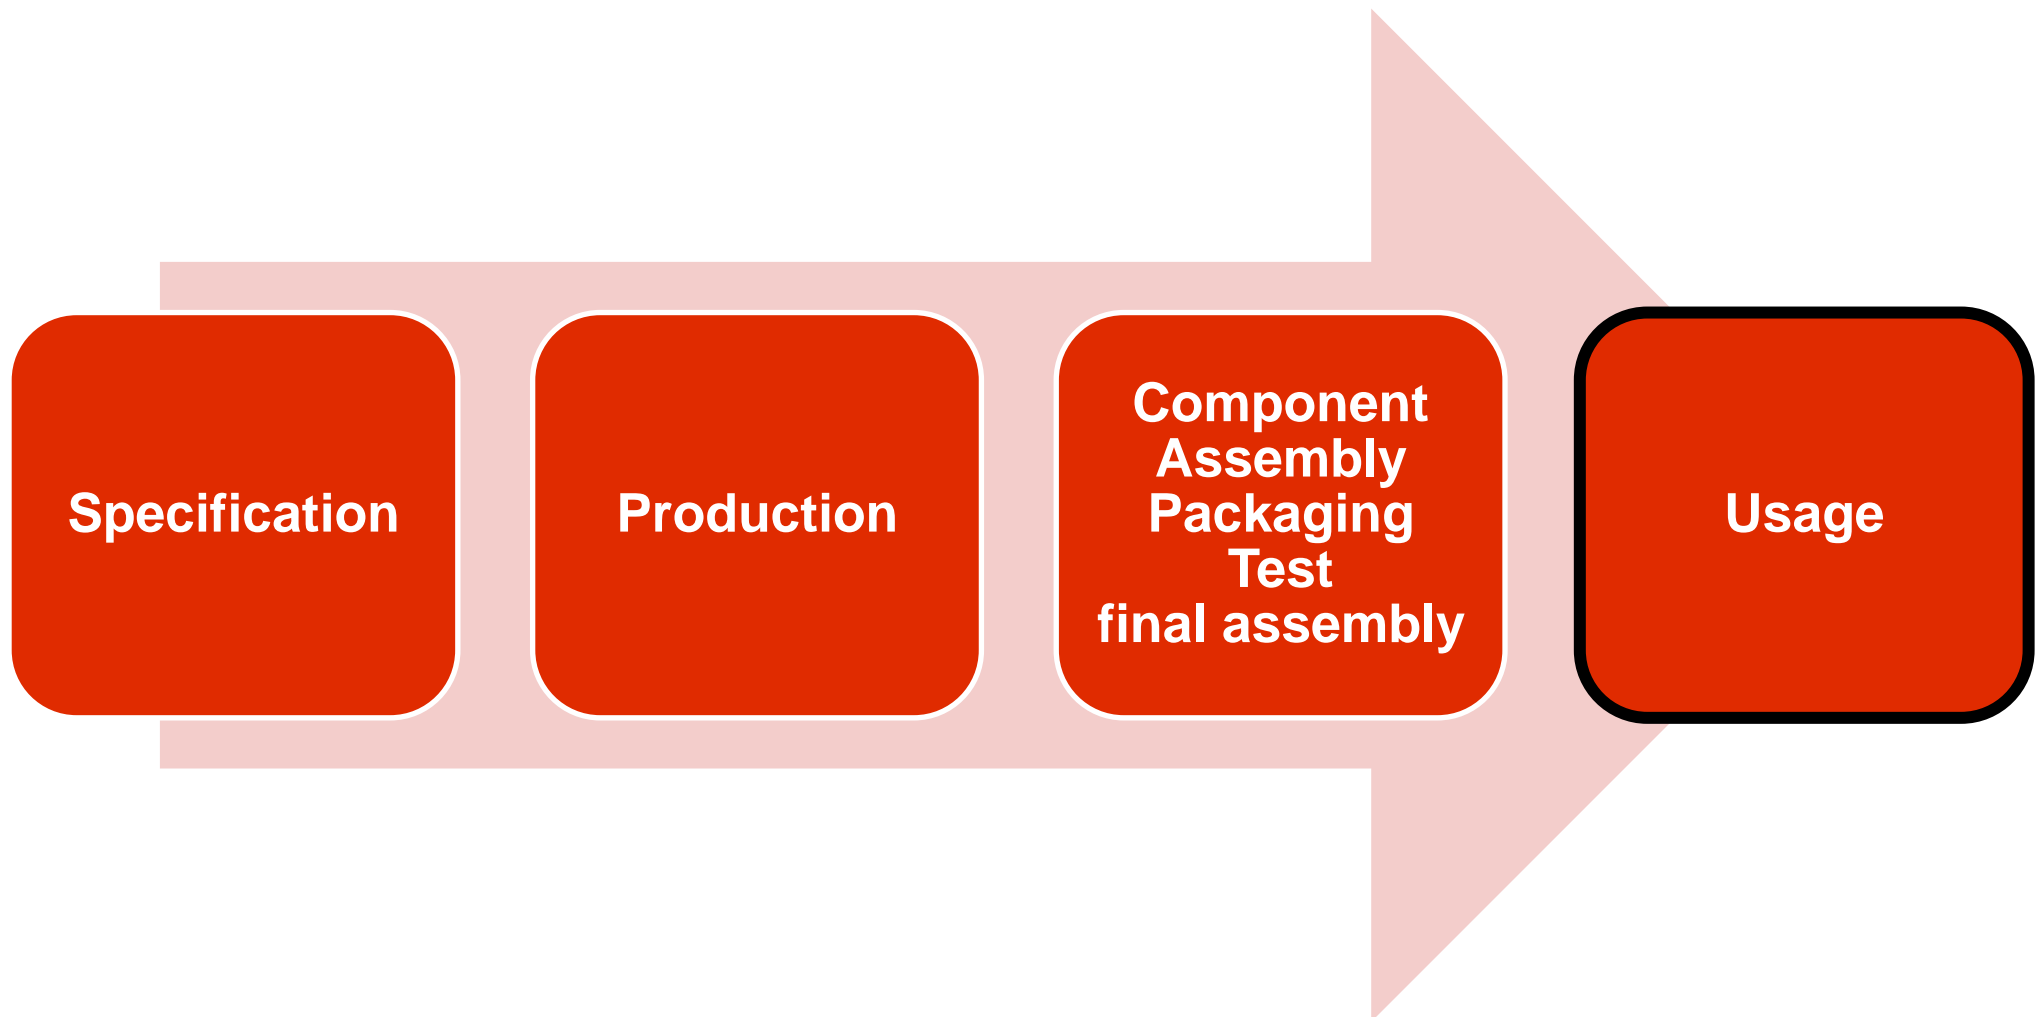 Specification
Production
Component
Assembly
Packaging
Test
final assembly
Usage